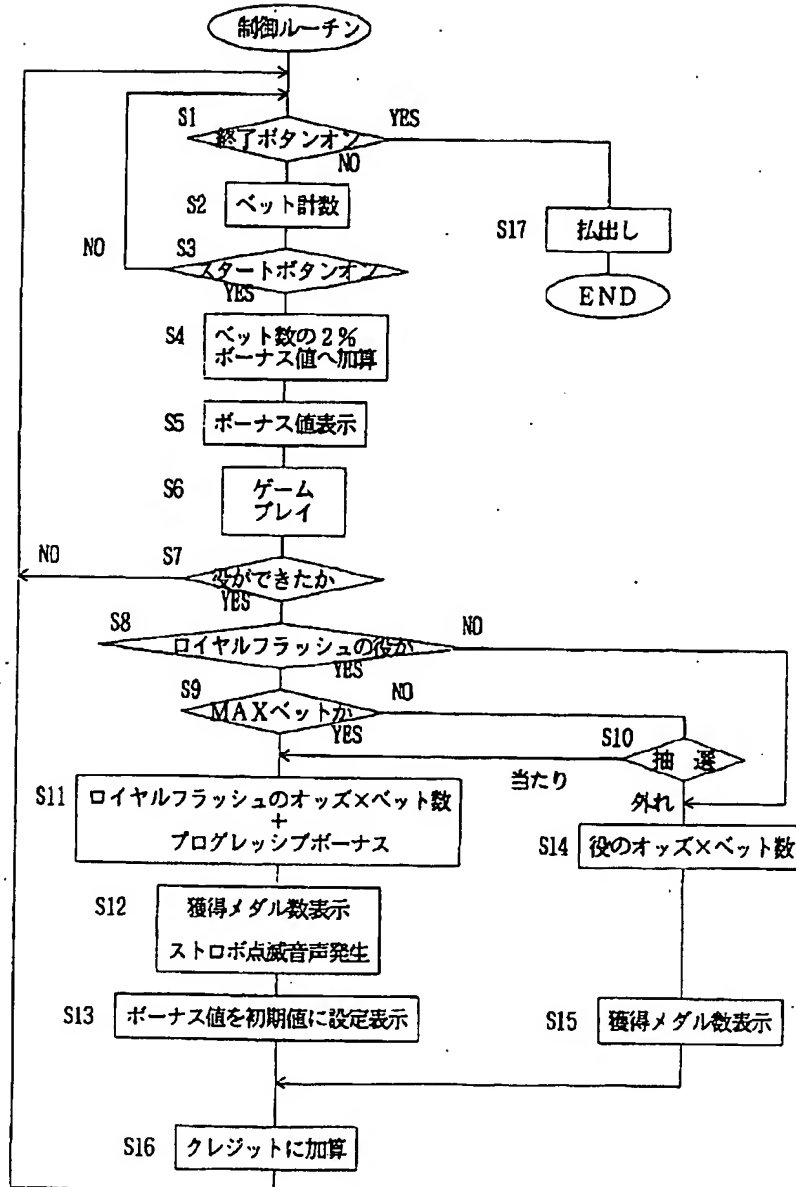 制御ルーチン
S1
終了ボタンオン
YES
NO
S2
ベット計数
S17
払出し
NO
S3
スタートボタンオン
YES
END
S4
ベット数の2%
ボーナス値へ加算
S5
ボーナス値表示
S6
ゲーム
プレイ
NO
S7
役ができたか
YES
S8
ロイヤルフラッシュの役か
NO
YES
S9
MAXベットか
NO
YES
S10
抽選
当たり
外れ
S11
ロイヤルフラッシュのオッズ×ベット数
+
プログレッシブボーナス
S14
役のオッズ×ベット数
S12
獲得メダル数表示
ストロボ点滅音声発生
S13
ボーナス値を初期値に設定表示
S15
獲得メダル数表示
S16
クレジットに加算